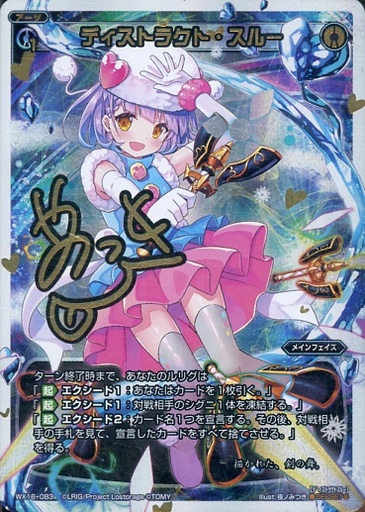 アーツ
ディストラクト・スルー
1
メインフェイズ
ターン終了時まで、あなたのルリグは
「起 エクシード1：あなたはカードを1枚引く。」
「起 エクシード1：対戦相手のシグニ1体を凍結する。」
「起 エクシード2：カード名1つを宣言する。その後、対戦相
手の手札を見て、宣言したカードをすべて捨てさせる。」
を得る。
描かれた、剣の舞。
WX16-083 ©LRIG/Project Lostorage ©TOMY Illust: 夜ノみつき